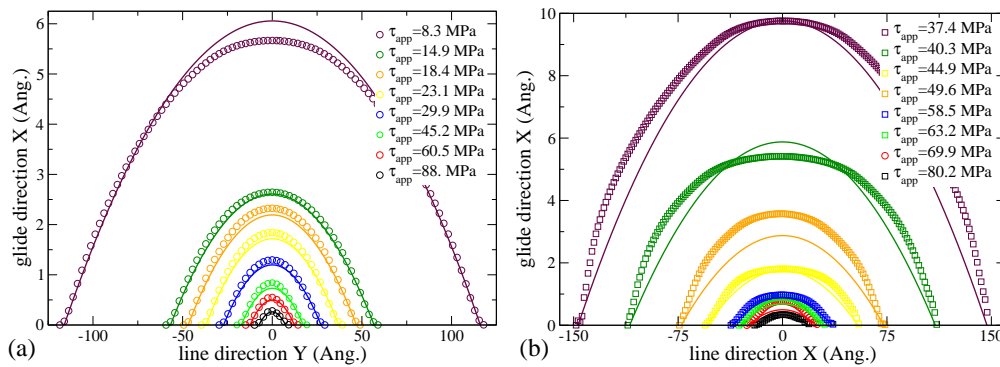 glide direction X (Ang.)
6
5
4
3
2
1
0
τapp=8.3 MPa
τapp=14.9 MPa
τapp=18.4 MPa
τapp=23.1 MPa
τapp=29.9 MPa
τapp=45.2 MPa
τapp=60.5 MPa
τapp=88. MPa
-100 -50 0 50 100
(a) line direction Y (Ang.)
glide direction X (Ang.)
10
8
6
4
2
0
τapp=37.4 MPa
τapp=40.3 MPa
τapp=44.9 MPa
τapp=49.6 MPa
τapp=58.5 MPa
τapp=63.2 MPa
τapp=69.9 MPa
τapp=80.2 MPa
-150 -75 0 75 150
(b) line direction X (Ang.)